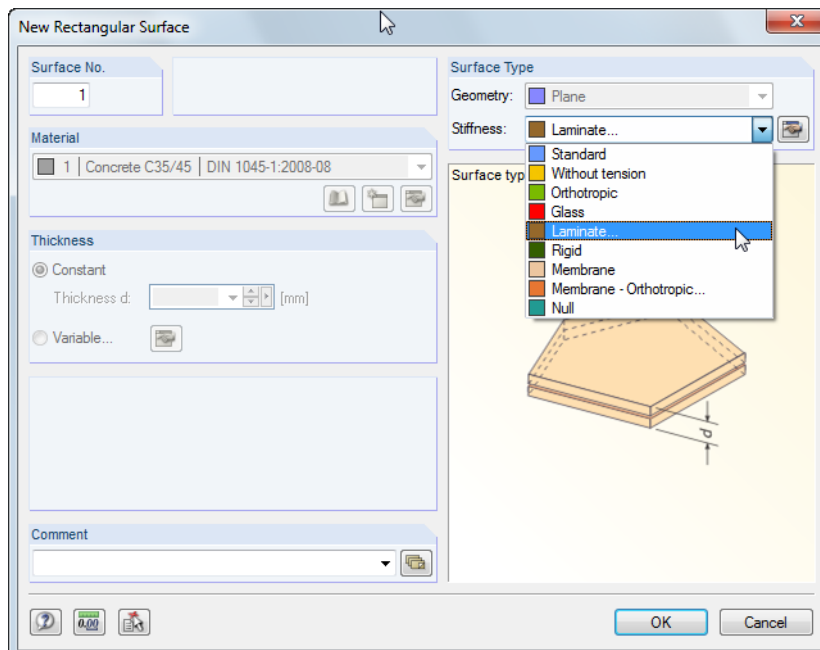 New Rectangular Surface
Surface No.
1
Material
1 Concrete C35/45 DIN 1045-1:2008-08
Thickness
Constant
Thickness d: [mm]
Variable...
Comment
Surface Type
Geometry: Plane
Stiffness: Laminate...
Standard
Without tension
Orthotropic
Glass
Laminate...
Rigid
Membrane
Membrane - Orthotropic...
Null
Surface typ
d
0.00
OK
Cancel